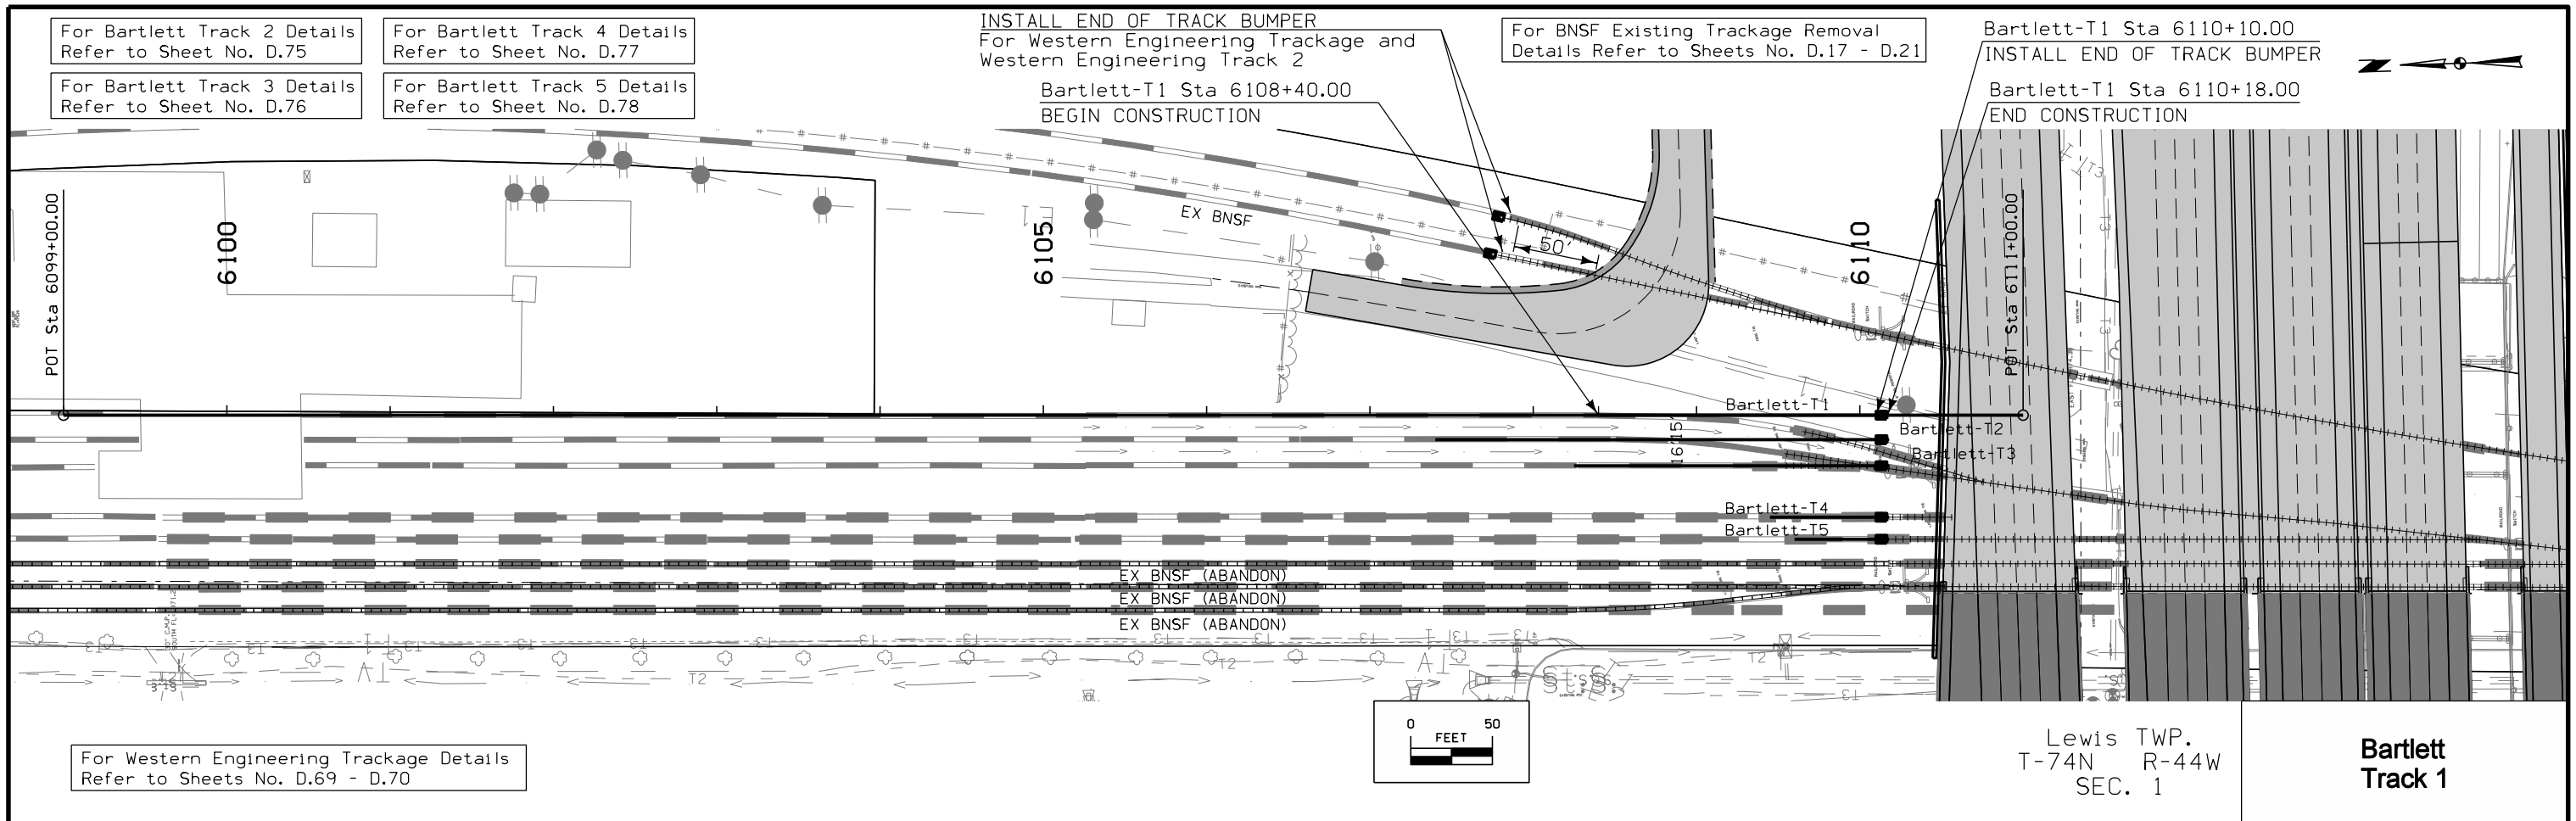 For Bartlett Track 2 Details
Refer to Sheet No. D.75
For Bartlett Track 4 Details
Refer to Sheet No. D.77
For Bartlett Track 3 Details
Refer to Sheet No. D.76
For Bartlett Track 5 Details
Refer to Sheet No. D.78
INSTALL END OF TRACK BUMPER
For Western Engineering Trackage and
Western Engineering Track 2
Bartlett-T1 Sta 6108+40.00
BEGIN CONSTRUCTION
For BNSF Existing Trackage Removal
Details Refer to Sheets No. D.17 - D.21
Bartlett-T1 Sta 6110+10.00
INSTALL END OF TRACK BUMPER
Bartlett-T1 Sta 6110+18.00
END CONSTRUCTION
N
POT Sta 6099+00.00
6100
6105
EX BNSF
50'
6110
POT Sta 6111+00.00
Bartlett-T1
Bartlett-T2
Bartlett-T3
16.15'
Bartlett-T4
Bartlett-T5
EX BNSF (ABANDON)
EX BNSF (ABANDON)
EX BNSF (ABANDON)
T2
T2
T2
0 50
FEET
For Western Engineering Trackage Details
Refer to Sheets No. D.69 - D.70
Lewis TWP.
T-74N R-44W
SEC. 1
Bartlett
Track 1